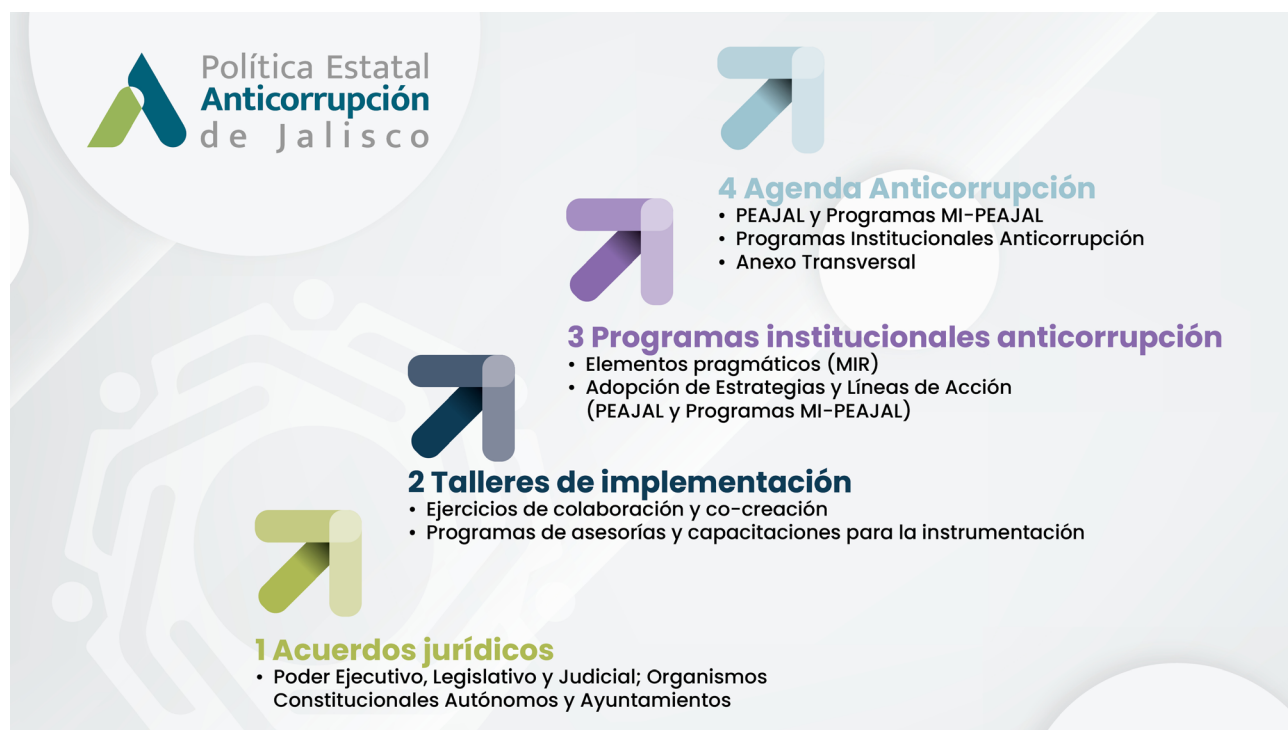 Política Estatal
Anticorrupción
de Jalisco
4 Agenda Anticorrupción
• PEAJAL y Programas MI-PEAJAL
• Programas Institucionales Anticorrupción
• Anexo Transversal
3 Programas institucionales anticorrupción
• Elementos pragmáticos (MIR)
• Adopción de Estrategias y Líneas de Acción
(PEAJAL y Programas MI-PEAJAL)
2 Talleres de implementación
• Ejercicios de colaboración y co-creación
• Programas de asesorías y capacitaciones para la instrumentación
1 Acuerdos jurídicos
• Poder Ejecutivo, Legislativo y Judicial; Organismos
Constitucionales Autónomos y Ayuntamientos